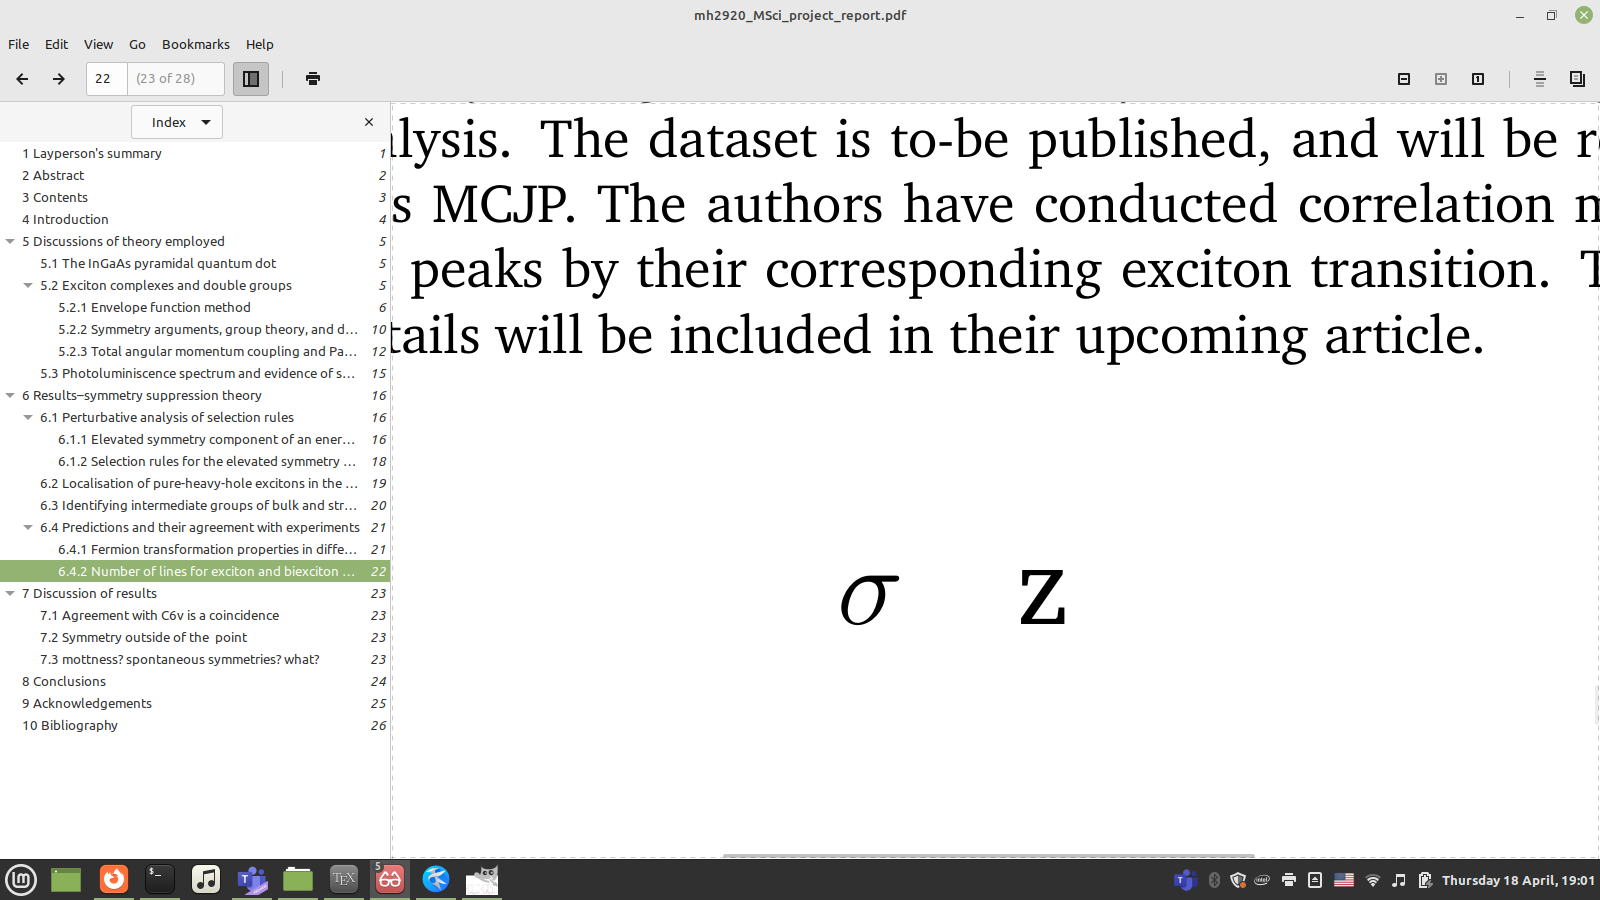 mh2920_MSci_project_report.pdf
File Edit View Go Bookmarks Help
22 (23 of 28)
Index
1 Layperson's summary 1
2 Abstract 2
3 Contents 3
4 Introduction 4
5 Discussions of theory employed 5
5.1 The InGaAs pyramidal quantum dot 5
5.2 Exciton complexes and double groups 5
5.2.1 Envelope function method 6
5.2.2 Symmetry arguments, group theory, and d... 10
5.2.3 Total angular momentum coupling and Pa... 12
5.3 Photoluminiscence spectrum and evidence of s... 15
6 Results–symmetry suppression theory 16
6.1 Perturbative analysis of selection rules 16
6.1.1 Elevated symmetry component of an ener... 16
6.1.2 Selection rules for the elevated symmetry ... 18
6.2 Localisation of pure-heavy-hole excitons in the ... 19
6.3 Identifying intermediate groups of bulk and str... 20
6.4 Predictions and their agreement with experiments 21
6.4.1 Fermion transformation properties in diffe... 21
6.4.2 Number of lines for exciton and biexciton ... 22
7 Discussion of results 23
7.1 Agreement with C6v is a coincidence 23
7.2 Symmetry outside of the point 23
7.3 mottness? spontaneous symmetries? what? 23
8 Conclusions 24
9 Acknowledgements 25
10 Bibliography 26
lysis. The dataset is to-be published, and will be r
s MCJP. The authors have conducted correlation m
peaks by their corresponding exciton transition. T
tails will be included in their upcoming article.
σ z
5
TEX
Thursday 18 April, 19:01